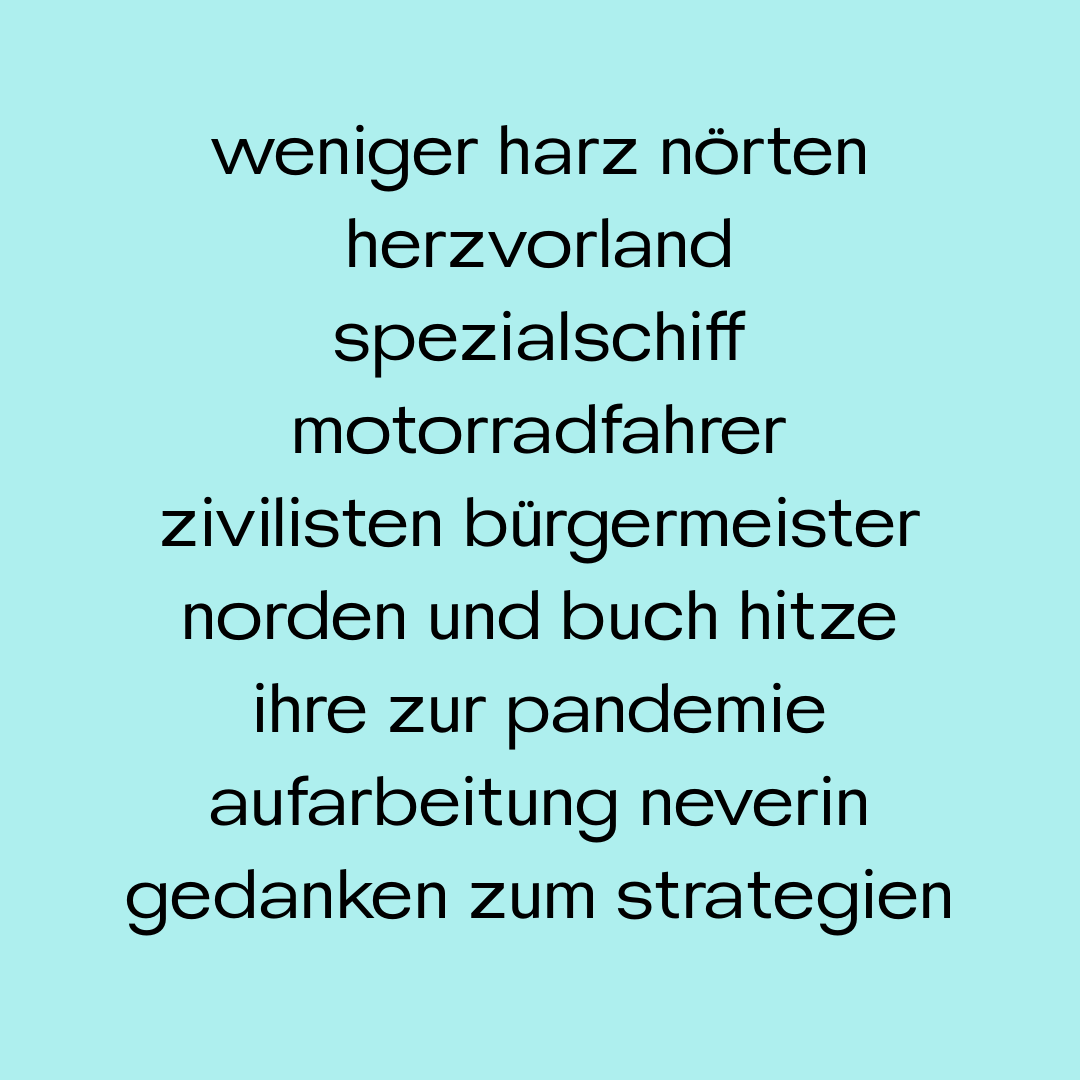 weniger harz nörten
herzvorland
spezialschiff
motorradfahrer
zivilisten bürgermeister
norden und buch hitze
ihre zur pandemie
aufarbeitung neverin
gedanken zum strategien